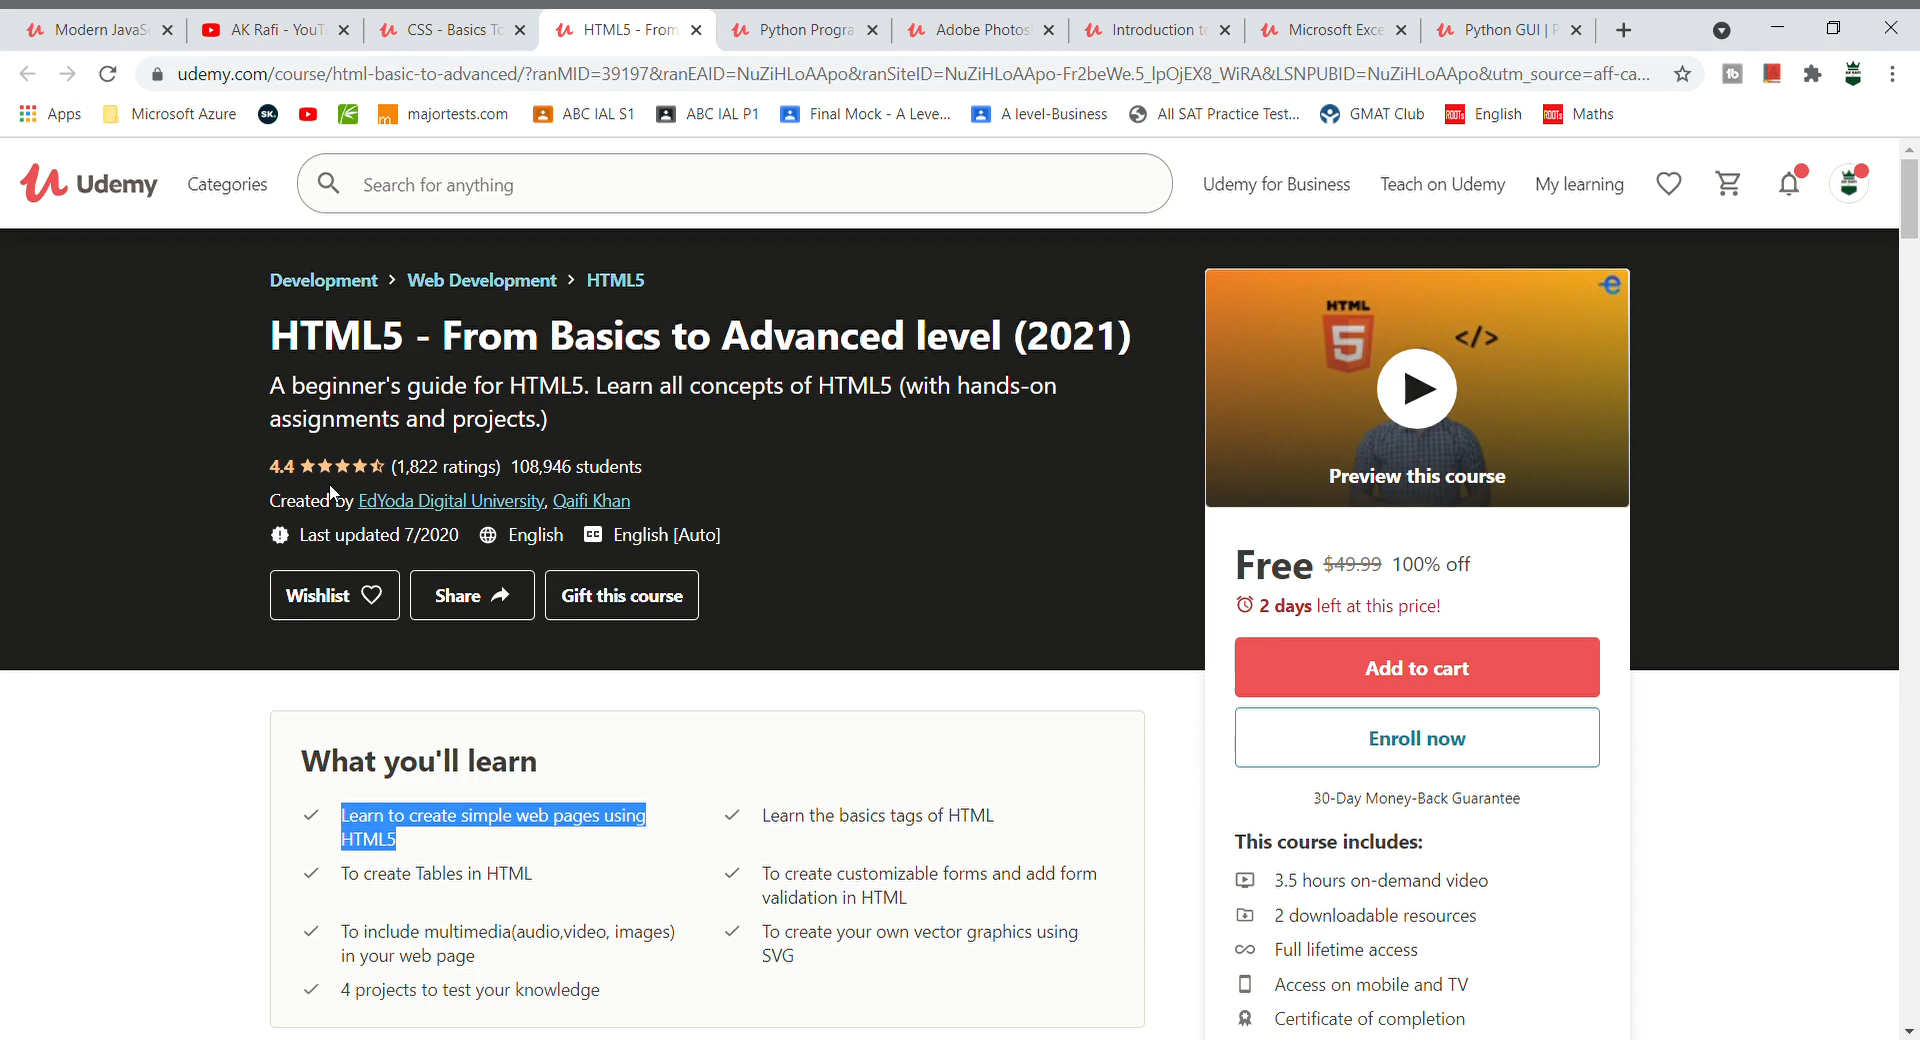 Modern JavaS
AK Rafi - YouT
CSS - Basics To
HTML5 - From
Python Progra
Adobe Photos
Introduction to
Microsoft Exce
Python GUI | P
udemy.com/course/html-basic-to-advanced/?ranMID=39197&ranEAID=NuZiHLoAApo&ranSiteID=NuZiHLoAApo-Fr2beWe.5_lpOjEX8_WiRA&LSNPUBID=NuZiHLoAApo&utm_source=aff-ca...
Apps
Microsoft Azure
SK.
majortests.com
ABC IAL S1
ABC IAL P1
Final Mock - A Leve...
A level-Business
All SAT Practice Test...
GMAT Club
English
Maths
Udemy
Categories
Search for anything
Udemy for Business
Teach on Udemy
My learning
Development > Web Development > HTML5
HTML5 - From Basics to Advanced level (2021)
A beginner's guide for HTML5. Learn all concepts of HTML5 (with hands-on
assignments and projects.)
4.4 (1,822 ratings) 108,946 students
Created by EdYoda Digital University, Qaifi Khan
Last updated 7/2020 English English [Auto]
Wishlist
Share
Gift this course
HTML
5
</>
Preview this course
Free $49.99 100% off
2 days left at this price!
Add to cart
Enroll now
30-Day Money-Back Guarantee
This course includes:
3.5 hours on-demand video
2 downloadable resources
Full lifetime access
Access on mobile and TV
Certificate of completion
What you'll learn
Learn to create simple web pages using
HTML5
Learn the basics tags of HTML
To create Tables in HTML
To create customizable forms and add form
validation in HTML
To include multimedia(audio,video, images)
in your web page
To create your own vector graphics using
SVG
4 projects to test your knowledge